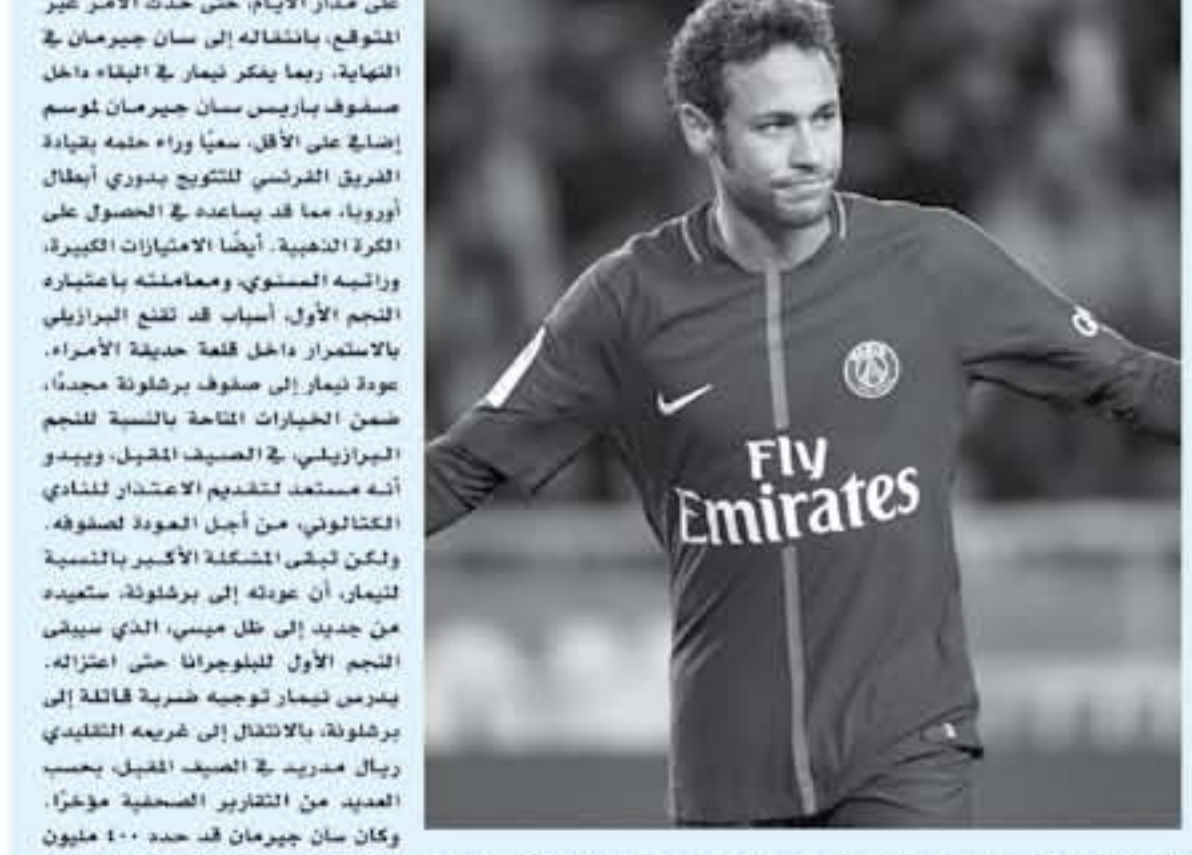 على مدار الأيام، حتى حدث الأمر غير
المتوقع، بانتقاله إلى سان جيرمان في
النهاية، ربما يفكر نيمار في البقاء داخل
صفوف باريس سان جيرمان لموسم
إضافي على الأقل، سعيًا وراء حلمه بقيادة
الفريق الفرنسي للتتويج بدوري أبطال
أوروبا، مما قد يساعده في الحصول على
الكرة الذهبية. أيضًا الامتيازات الكبيرة،
وراتبه السنوي، ومعاملته باعتباره
النجم الأول، أسباب قد تقنع البرازيلي
بالاستمرار داخل قلعة حديقة الأمراء.
عودة نيمار إلى صفوف برشلونة مجددًا،
ضمن الخيارات المتاحة بالنسبة للنجم
البرازيلي، في الصيف المقبل، ويبدو
أنه مستعد لتقديم الاعتذار للنادي
الكتالوني، من أجل العودة لصفوفه.
ولكن تبقى المشكلة الأكبر بالنسبة
لنيمار، أن عودته إلى برشلونة، ستعيده
من جديد إلى ظل ميسي، الذي سيبقى
النجم الأول للبلوجرانا حتى اعتزاله.
يدرس نيمار توجيه ضربة قاتلة إلى
برشلونة، بالانتقال إلى غريمه التقليدي
ريال مدريد في الصيف المقبل، بحسب
العديد من التقارير الصحفية مؤخرًا.
وكان سان جيرمان قد حدد ٤٠٠ مليون
Fly
Emirates